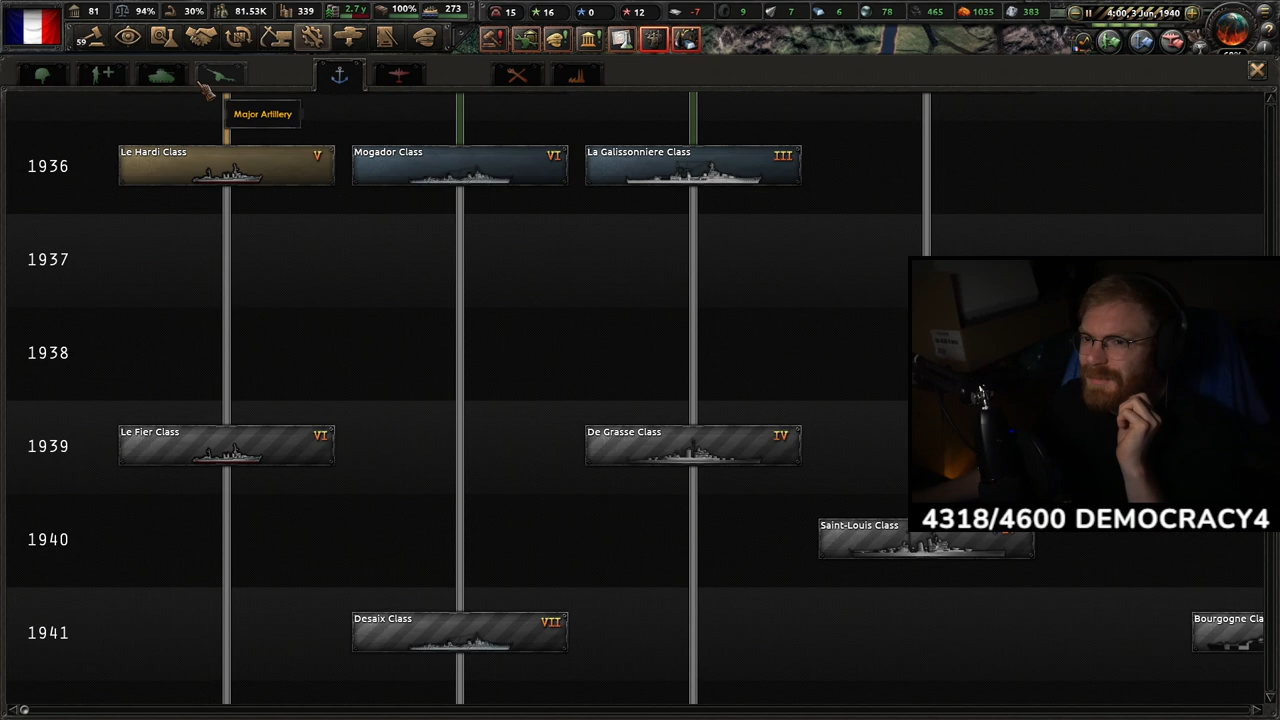 81 94% 30% 81.53K 339 2.7y 100% 273 15 16 0 12 -7 9 7 6 78 465 1035 383 4:00, 3 Jun, 1940
59
Major Artillery
1936 Le Hardi Class V Mogador Class VI La Galissonniere Class III
1937
1938
1939 Le Fier Class VI De Grasse Class IV
4318/4600 DEMOCRACY4
1940 Saint-Louis Class
1941 Desaix Class VII Bourgogne Cla